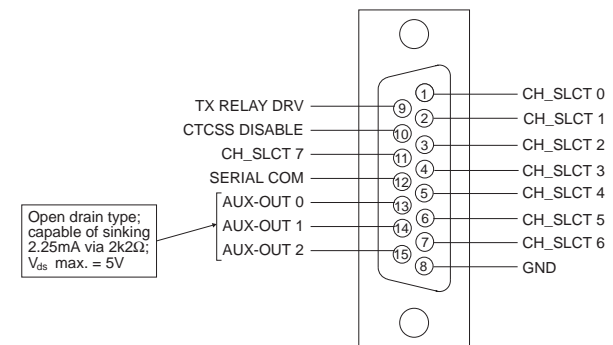 TX RELAY DRV
CTCSS DISABLE
CH_SLCT 7
SERIAL COM
AUX-OUT 0
AUX-OUT 1
AUX-OUT 2
Open drain type;
capable of sinking
2.25mA via 2k2Ω;
Vds max. = 5V
9
10
11
12
13
14
15
1
2
3
4
5
6
7
8
CH_SLCT 0
CH_SLCT 1
CH_SLCT 2
CH_SLCT 3
CH_SLCT 4
CH_SLCT 5
CH_SLCT 6
GND